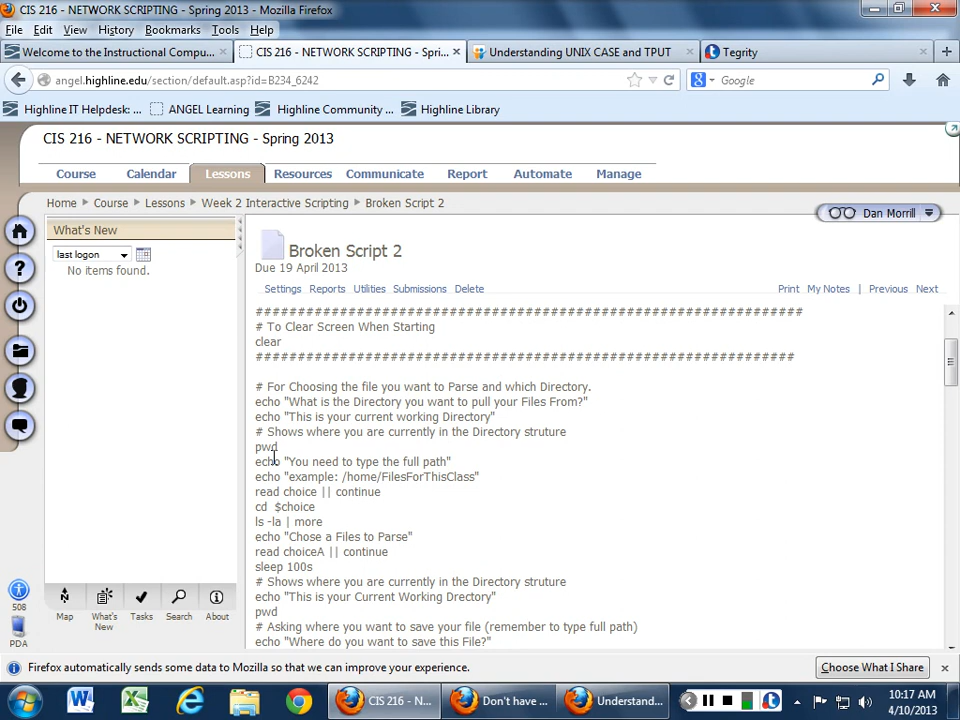 CIS 216 - NETWORK SCRIPTING - Spring 2013 - Mozilla Firefox
File Edit View History Bookmarks Tools Help
Welcome to the Instructional Compu... CIS 216 - NETWORK SCRIPTING - Spri... Understanding UNIX CASE and TPUT Tegrity
angel.highline.edu/section/default.asp?id=B234_6242 Google
Highline IT Helpdesk: ... ANGEL Learning Highline Community ... Highline Library
CIS 216 - NETWORK SCRIPTING - Spring 2013
Course Calendar Lessons Resources Communicate Report Automate Manage
Home Course Lessons Week 2 Interactive Scripting Broken Script 2
Dan Morrill
What's New
last logon
No items found.
Broken Script 2
Due 19 April 2013
Settings Reports Utilities Submissions Delete Print My Notes | Previous Next
#################################################################
# To Clear Screen When Starting
clear
################################################################
# For Choosing the file you want to Parse and which Directory.
echo "What is the Directory you want to pull your Files From?"
echo "This is your current working Directory"
# Shows where you are currently in the Directory struture
pwd
echo "You need to type the full path"
echo "example: /home/FilesForThisClass"
read choice || continue
cd  $choice
ls -la | more
echo "Chose a Files to Parse"
read choiceA || continue
sleep 100s
# Shows where you are currently in the Directory struture
echo "This is your Current Working Directory"
pwd
# Asking where you want to save your file (remember to type full path)
echo "Where do you want to save this File?"
508
PDA
Map What's New Tasks Search About
Firefox automatically sends some data to Mozilla so that we can improve your experience. Choose What I Share
CIS 216 - N... Don't have ... Understand...
10:17 AM
4/10/2013